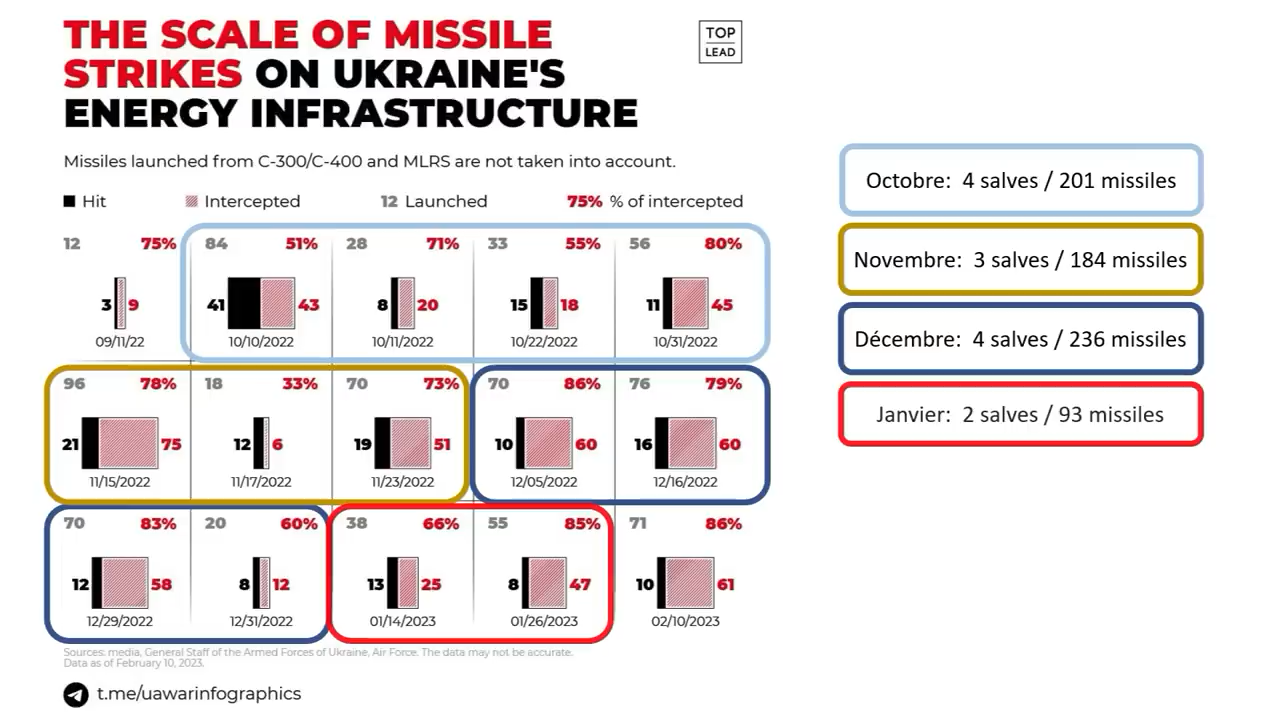 THE SCALE OF MISSILE
STRIKES ON UKRAINE'S
ENERGY INFRASTRUCTURE
TOP
LEAD
Missiles launched from C-300/C-400 and MLRS are not taken into account.
Hit Intercepted 12 Launched 75% % of intercepted
12 75% 84 51% 28 71% 33 55% 56 80%
3 9 41 43 8 20 15 18 11 45
09/11/22 10/10/2022 10/11/2022 10/22/2022 10/31/2022
96 78% 18 33% 70 73% 70 86% 76 79%
21 75 12 6 19 51 10 60 16 60
11/15/2022 11/17/2022 11/23/2022 12/05/2022 12/16/2022
70 83% 20 60% 38 66% 55 85% 71 86%
12 58 8 12 13 25 8 47 10 61
12/29/2022 12/31/2022 01/14/2023 01/26/2023 02/10/2023
Sources: media, General Staff of the Armed Forces of Ukraine, Air Force. The data may not be accurate.
Data as of February 10, 2023.
t.me/uawarinfographics
Octobre: 4 salves / 201 missiles
Novembre: 3 salves / 184 missiles
Décembre: 4 salves / 236 missiles
Janvier: 2 salves / 93 missiles